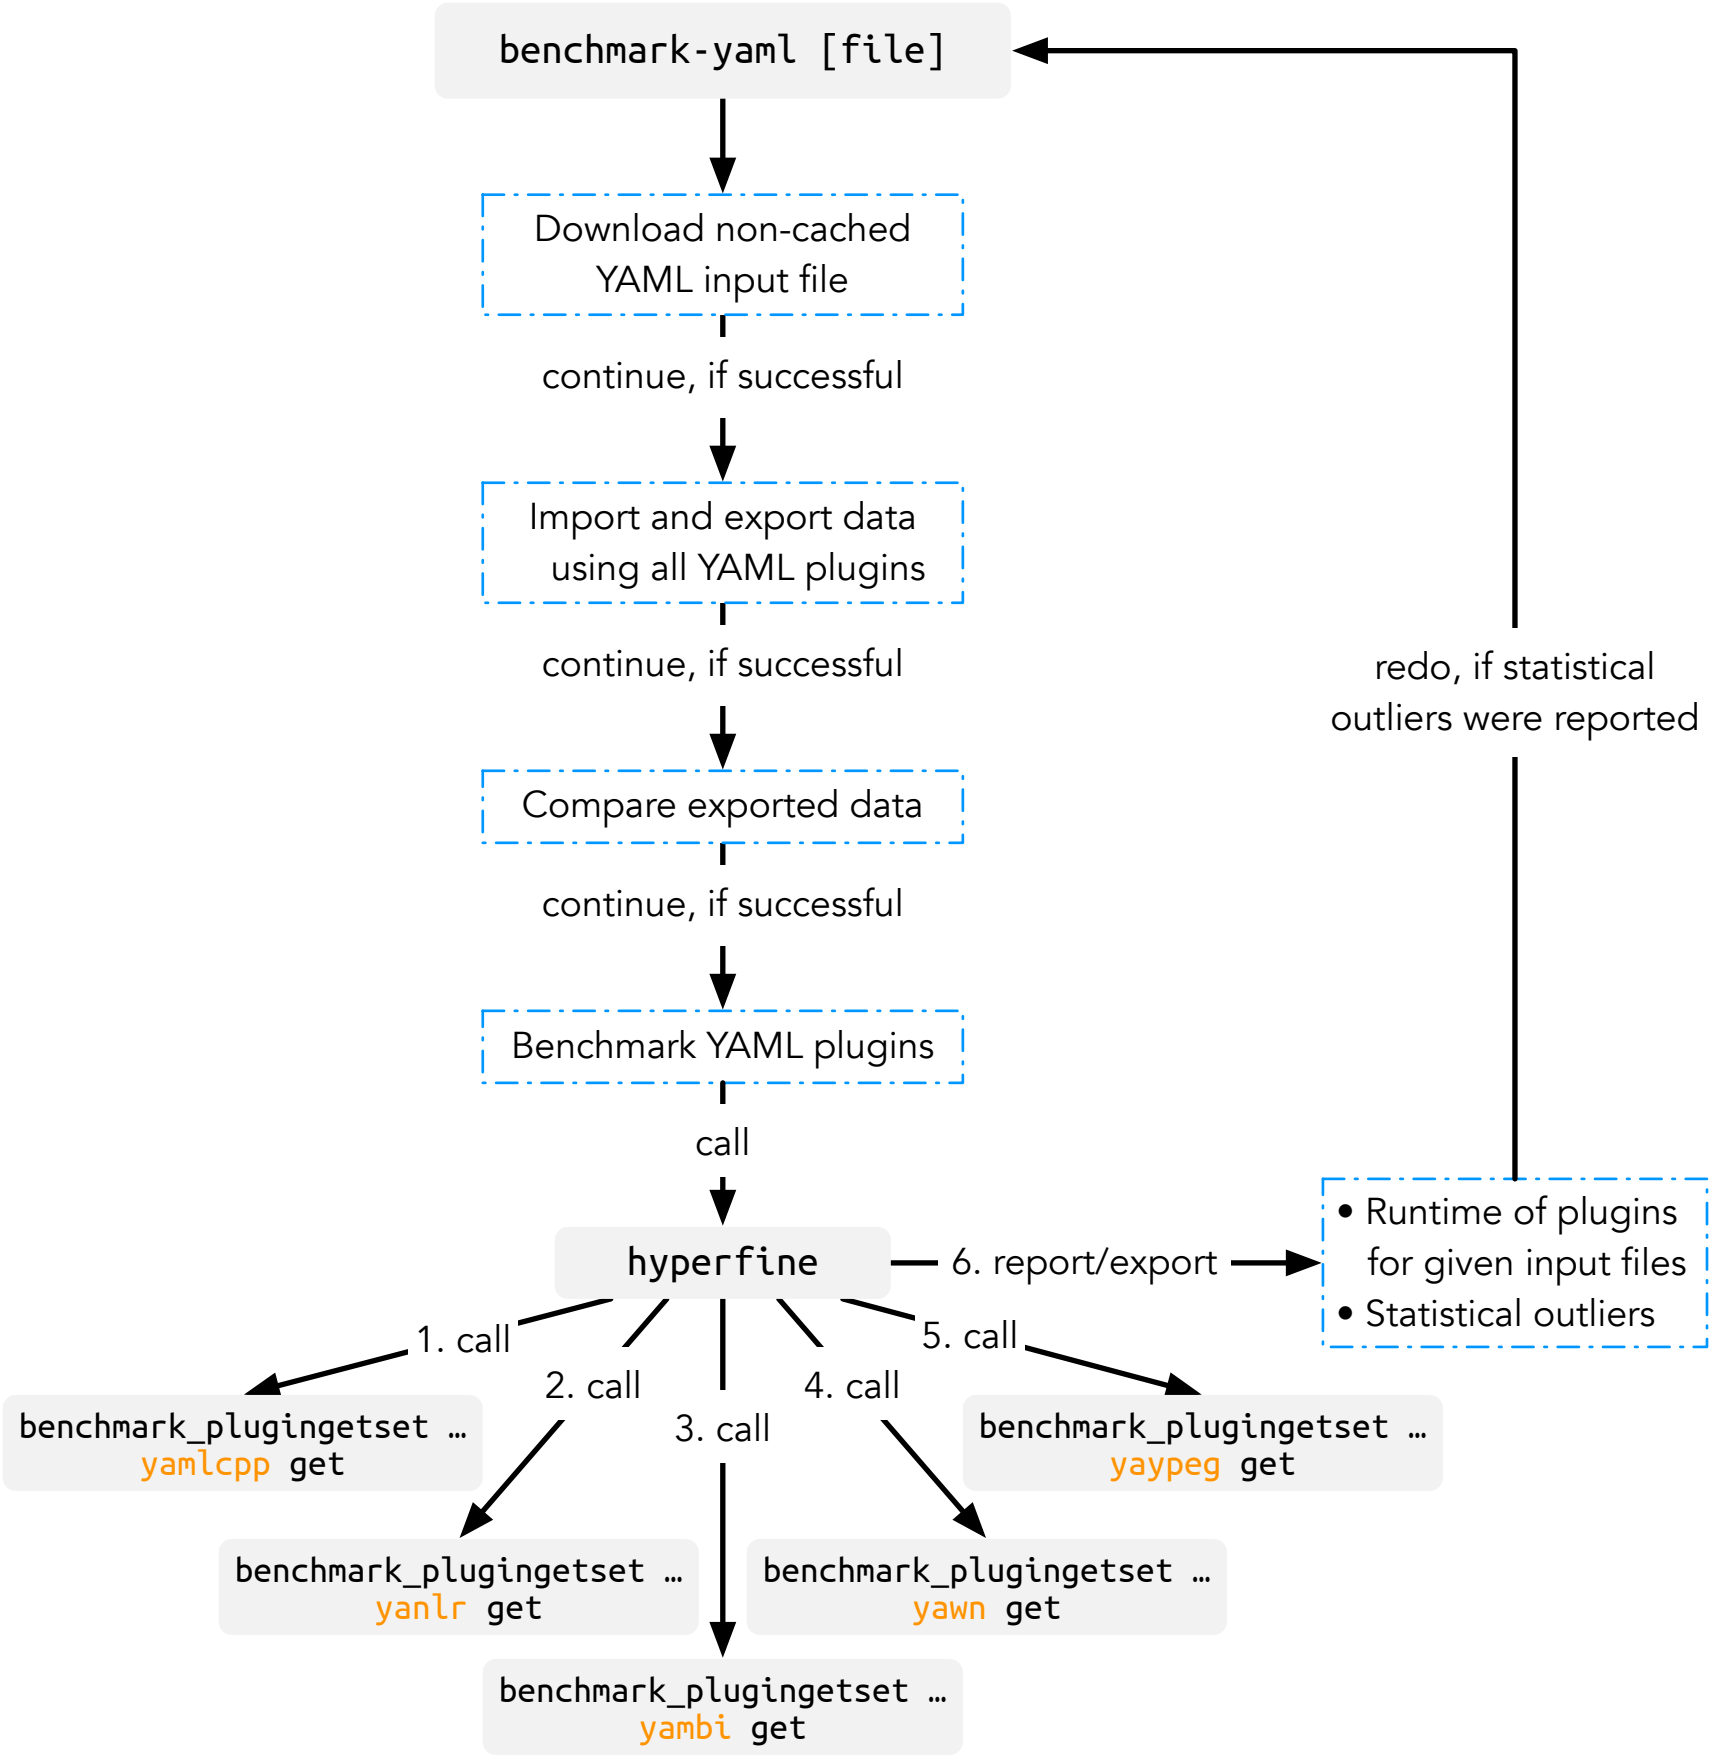 benchmark-yaml [file]
Download non-cached
YAML input file
continue, if successful
Import and export data
using all YAML plugins
continue, if successful
redo, if statistical
outliers were reported
Compare exported data
continue, if successful
Benchmark YAML plugins
call
hyperfine
6. report/export
• Runtime of plugins
for given input files
• Statistical outliers
1. call
2. call
3. call
4. call
5. call
benchmark_plugingetset …
yamlcpp get
benchmark_plugingetset …
yaypeg get
benchmark_plugingetset …
yanlr get
benchmark_plugingetset …
yawn get
benchmark_plugingetset …
yambi get